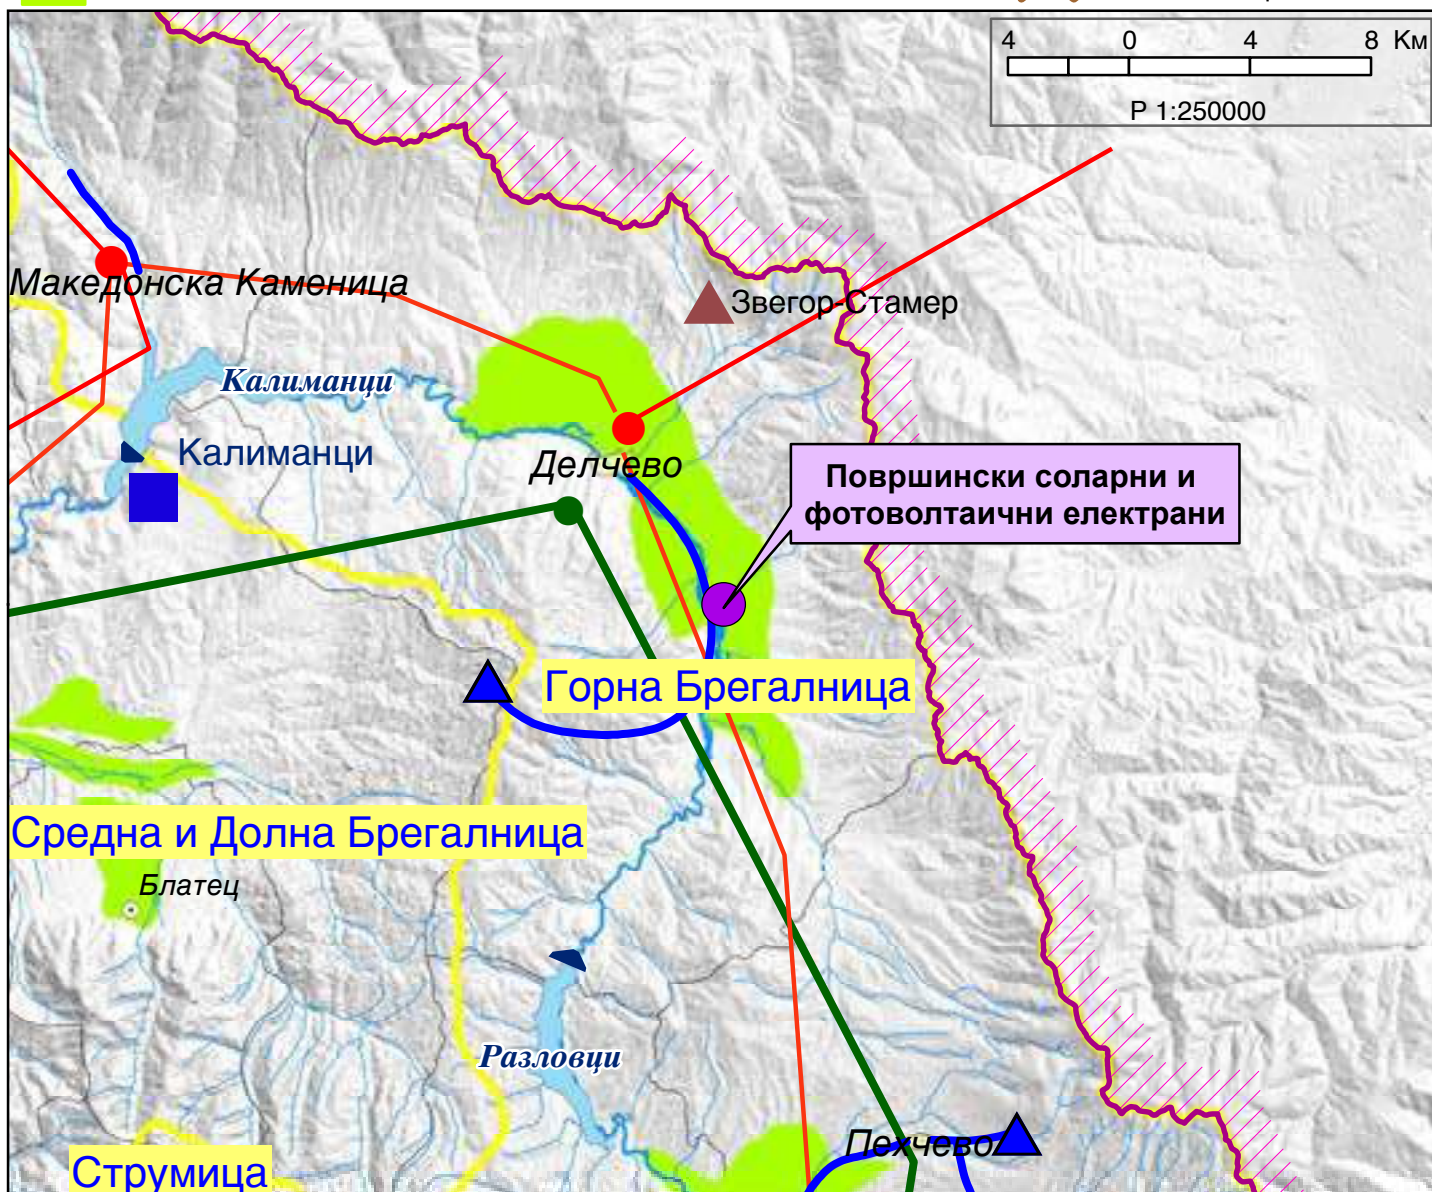 4 0 4 8 Км
Р 1:250000
Македонска Каменица
Звегор-Стамер
Калиманци
Калиманци
Делчево
Површински соларни и
фотоволтаични електрани
Горна Брегалница
Средна и Долна Брегалница
Блатец
Разловци
Пехчево
Струмица